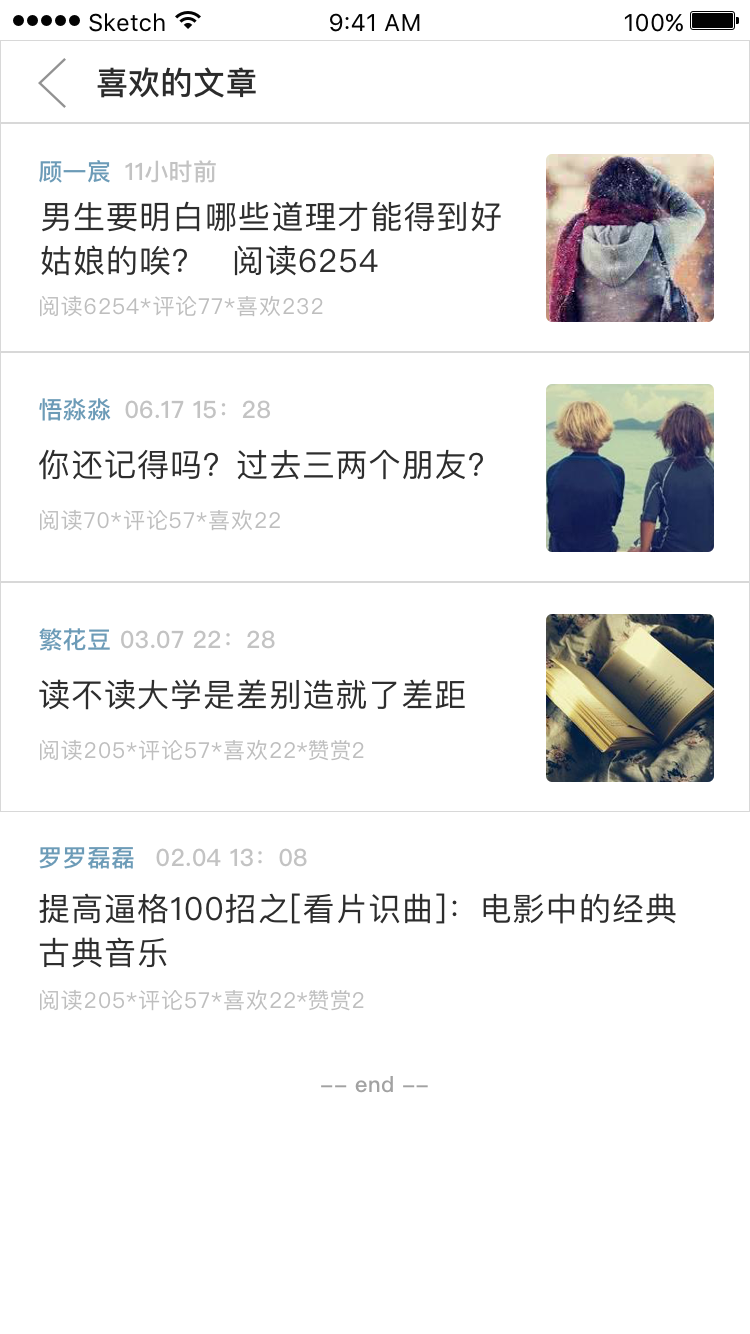 ●●●●● Sketch 9:41 AM 100%
喜欢的文章
顾一宸 11小时前
男生要明白哪些道理才能得到好
姑娘的唉？ 阅读6254
阅读6254*评论77*喜欢232
悟淼淼 06.17 15：28
你还记得吗？过去三两个朋友？
阅读70*评论57*喜欢22
繁花豆 03.07 22：28
读不读大学是差别造就了差距
阅读205*评论57*喜欢22*赞赏2
罗罗磊磊 02.04 13：08
提高逼格100招之[看片识曲]：电影中的经典
古典音乐
阅读205*评论57*喜欢22*赞赏2
-- end --